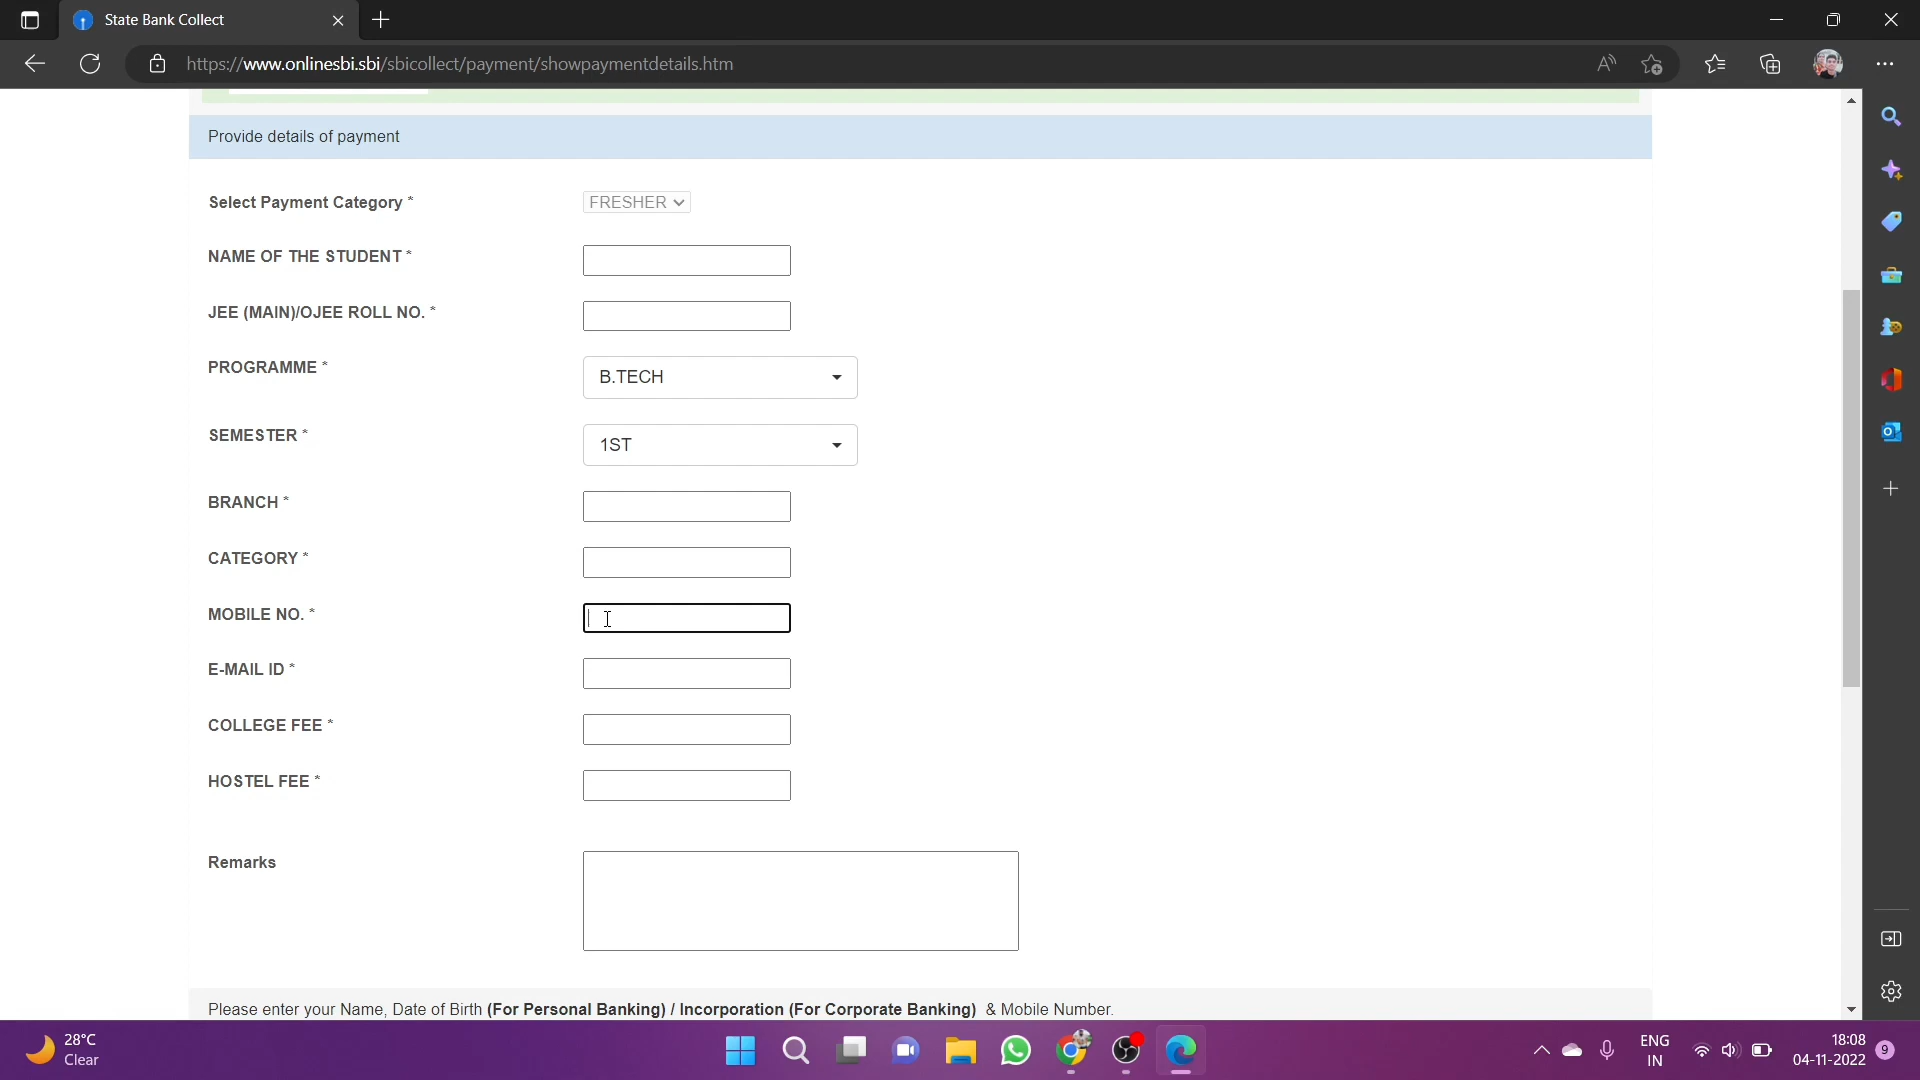 State Bank Collect
https://www.onlinesbi.sbi/sbicollect/payment/showpaymentdetails.htm
Provide details of payment
Select Payment Category * FRESHER
NAME OF THE STUDENT *
JEE (MAIN)/OJEE ROLL NO. *
PROGRAMME * B.TECH
SEMESTER * 1ST
BRANCH *
CATEGORY *
MOBILE NO. *
E-MAIL ID *
COLLEGE FEE *
HOSTEL FEE *
Remarks
Please enter your Name, Date of Birth (For Personal Banking) / Incorporation (For Corporate Banking) & Mobile Number.
28°C
Clear
ENG
IN
18:08
04-11-2022
9